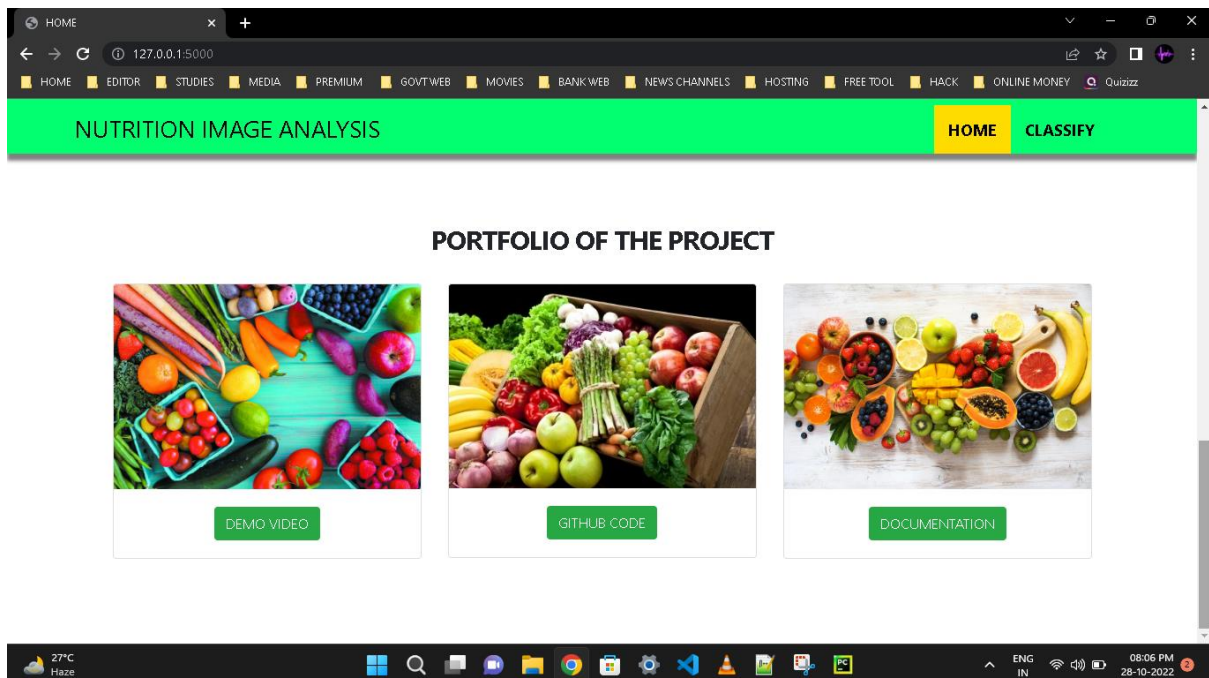 HOME
127.0.0.1:5000
HOME EDITOR STUDIES MEDIA PREMIUM GOVT WEB MOVIES BANK WEB NEWS CHANNELS HOSTING FREE TOOL HACK ONLINE MONEY Quizizz
NUTRITION IMAGE ANALYSIS HOME CLASSIFY
PORTFOLIO OF THE PROJECT
DEMO VIDEO GITHUB CODE DOCUMENTATION
27°C
Haze
PC
ENG
IN
08:06 PM
28-10-2022
2